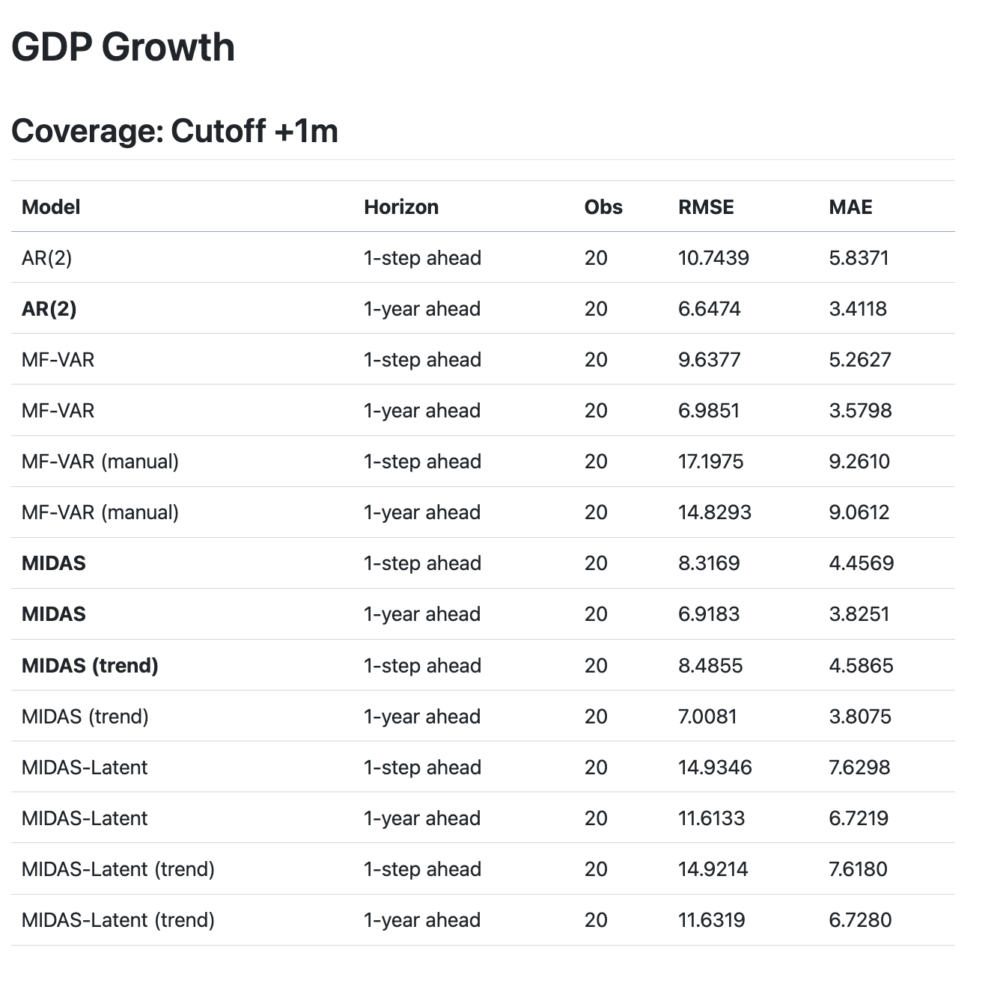 GDP Growth
Coverage: Cutoff +1m
Model Horizon Obs RMSE MAE
AR(2) 1-step ahead 20 10.7439 5.8371
AR(2) 1-year ahead 20 6.6474 3.4118
MF-VAR 1-step ahead 20 9.6377 5.2627
MF-VAR 1-year ahead 20 6.9851 3.5798
MF-VAR (manual) 1-step ahead 20 17.1975 9.2610
MF-VAR (manual) 1-year ahead 20 14.8293 9.0612
MIDAS 1-step ahead 20 8.3169 4.4569
MIDAS 1-year ahead 20 6.9183 3.8251
MIDAS (trend) 1-step ahead 20 8.4855 4.5865
MIDAS (trend) 1-year ahead 20 7.0081 3.8075
MIDAS-Latent 1-step ahead 20 14.9346 7.6298
MIDAS-Latent 1-year ahead 20 11.6133 6.7219
MIDAS-Latent (trend) 1-step ahead 20 14.9214 7.6180
MIDAS-Latent (trend) 1-year ahead 20 11.6319 6.7280